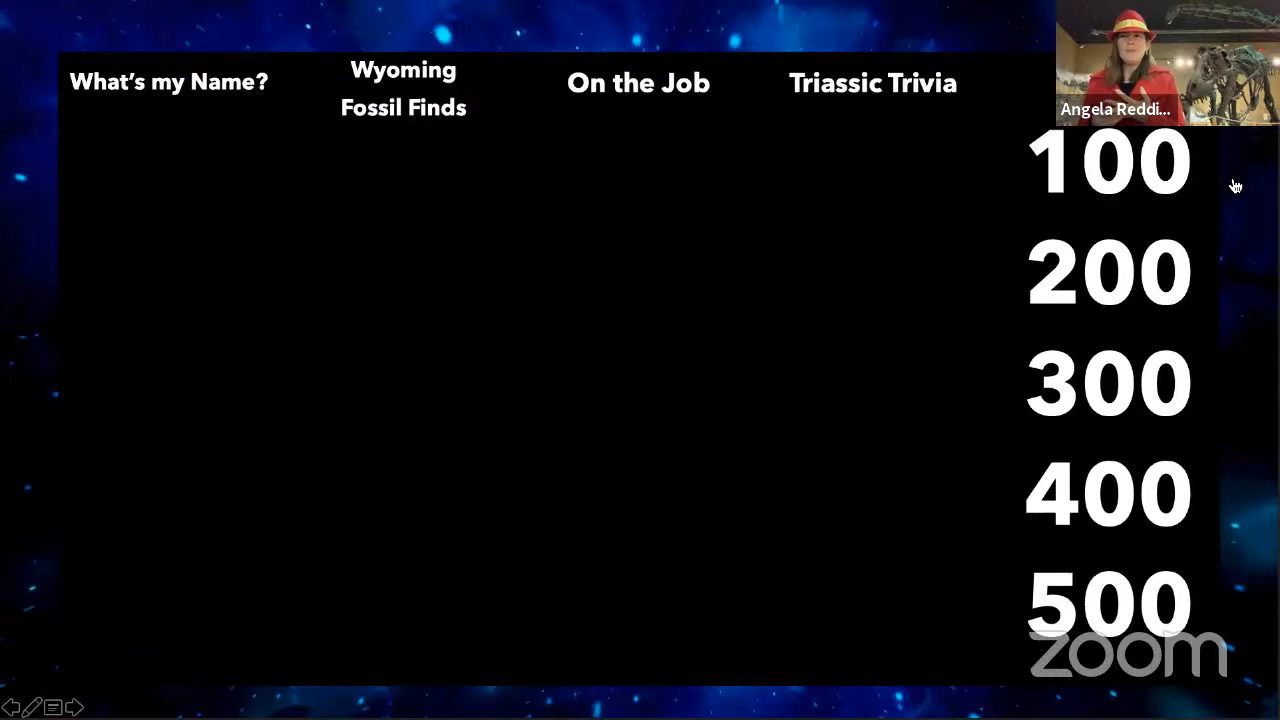 What's my Name?
Wyoming
Fossil Finds
On the Job
Triassic Trivia
Angela Reddi...
100
200
300
400
500
zoom